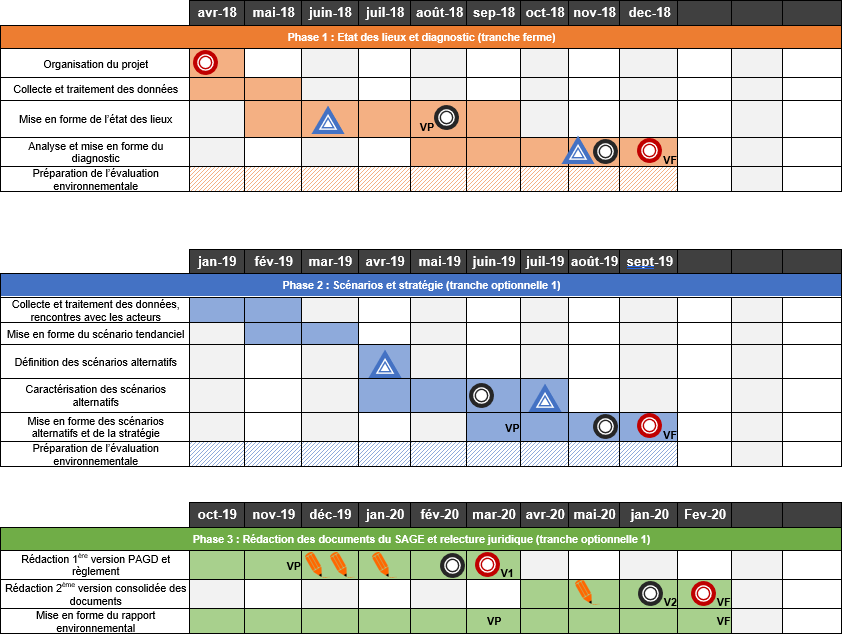 avr-18 mai-18 juin-18 juil-18 août-18 sep-18 oct-18 nov-18 dec-18
Phase 1 : Etat des lieux et diagnostic (tranche ferme)
Organisation du projet
Collecte et traitement des données
Mise en forme de l'état des lieux
VP
Analyse et mise en forme du
diagnostic
VF
Préparation de l'évaluation
environnementale
jan-19 fév-19 mar-19 avr-19 mai-19 juin-19 juil-19 août-19 sept-19
Phase 2 : Scénarios et stratégie (tranche optionnelle 1)
Collecte et traitement des données,
rencontres avec les acteurs
Mise en forme du scénario tendanciel
Définition des scénarios alternatifs
Caractérisation des scénarios
alternatifs
Mise en forme des scénarios
alternatifs et de la stratégie
VP VF
Préparation de l'évaluation
environnementale
oct-19 nov-19 déc-19 jan-20 fév-20 mar-20 avr-20 mai-20 jan-20 Fev-20
Phase 3 : Rédaction des documents du SAGE et relecture juridique (tranche optionnelle 1)
Rédaction 1ère version PAGD et
règlement
VP V1
Rédaction 2ème version consolidée des
documents
V2 VF
Mise en forme du rapport
environnemental
VP VF